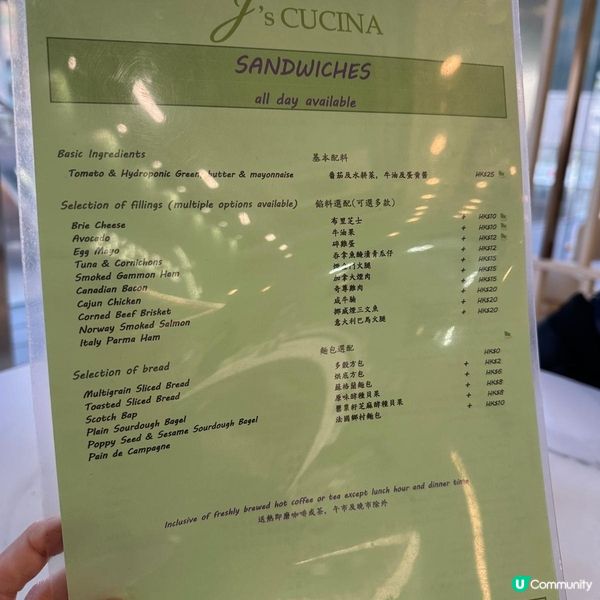 J's CUCINA
SANDWICHES
all day available
Basic Ingredients 基本配料
Tomato & Hydroponic Green, butter & mayonnaise 番茄及水耕菜, 牛油及蛋黃醬 HK$25
Selection of fillings (multiple options available) 餡料選配(可選多款)
Brie Cheese 布里芝士 + HK$10
Avocado 牛油果 + HK$10
Egg Mayo 碎雞蛋 + HK$12
Tuna & Cornichons 吞拿魚醃漬青瓜仔 + HK$12
Smoked Gammon Ham 火腿 + HK$15
Canadian Bacon 加拿大煙肉 + HK$15
Cajun Chicken 奇尊雞肉 + HK$15
Corned Beef Brisket 咸牛腩 + HK$20
Norway Smoked Salmon 挪威煙三文魚 + HK$20
Italy Parma Ham 意大利巴馬火腿 + HK$20
Selection of bread 麵包選配
Multigrain Sliced Bread 多穀方包 HK$0
Toasted Sliced Bread 烘底方包 + HK$2
Scotch Bap 蘇格蘭麵包 + HK$6
Plain Sourdough Bagel 原味酵種貝果 + HK$8
Poppy Seed & Sesame Sourdough Bagel 罌粟籽芝麻酵種貝果 + HK$8
Pain de Campagne 法國鄉村麵包 + HK$10
Inclusive of freshly brewed hot coffee or tea except lunch hour and dinner time
送熱即磨咖啡或茶, 午市及晚市除外
U Community